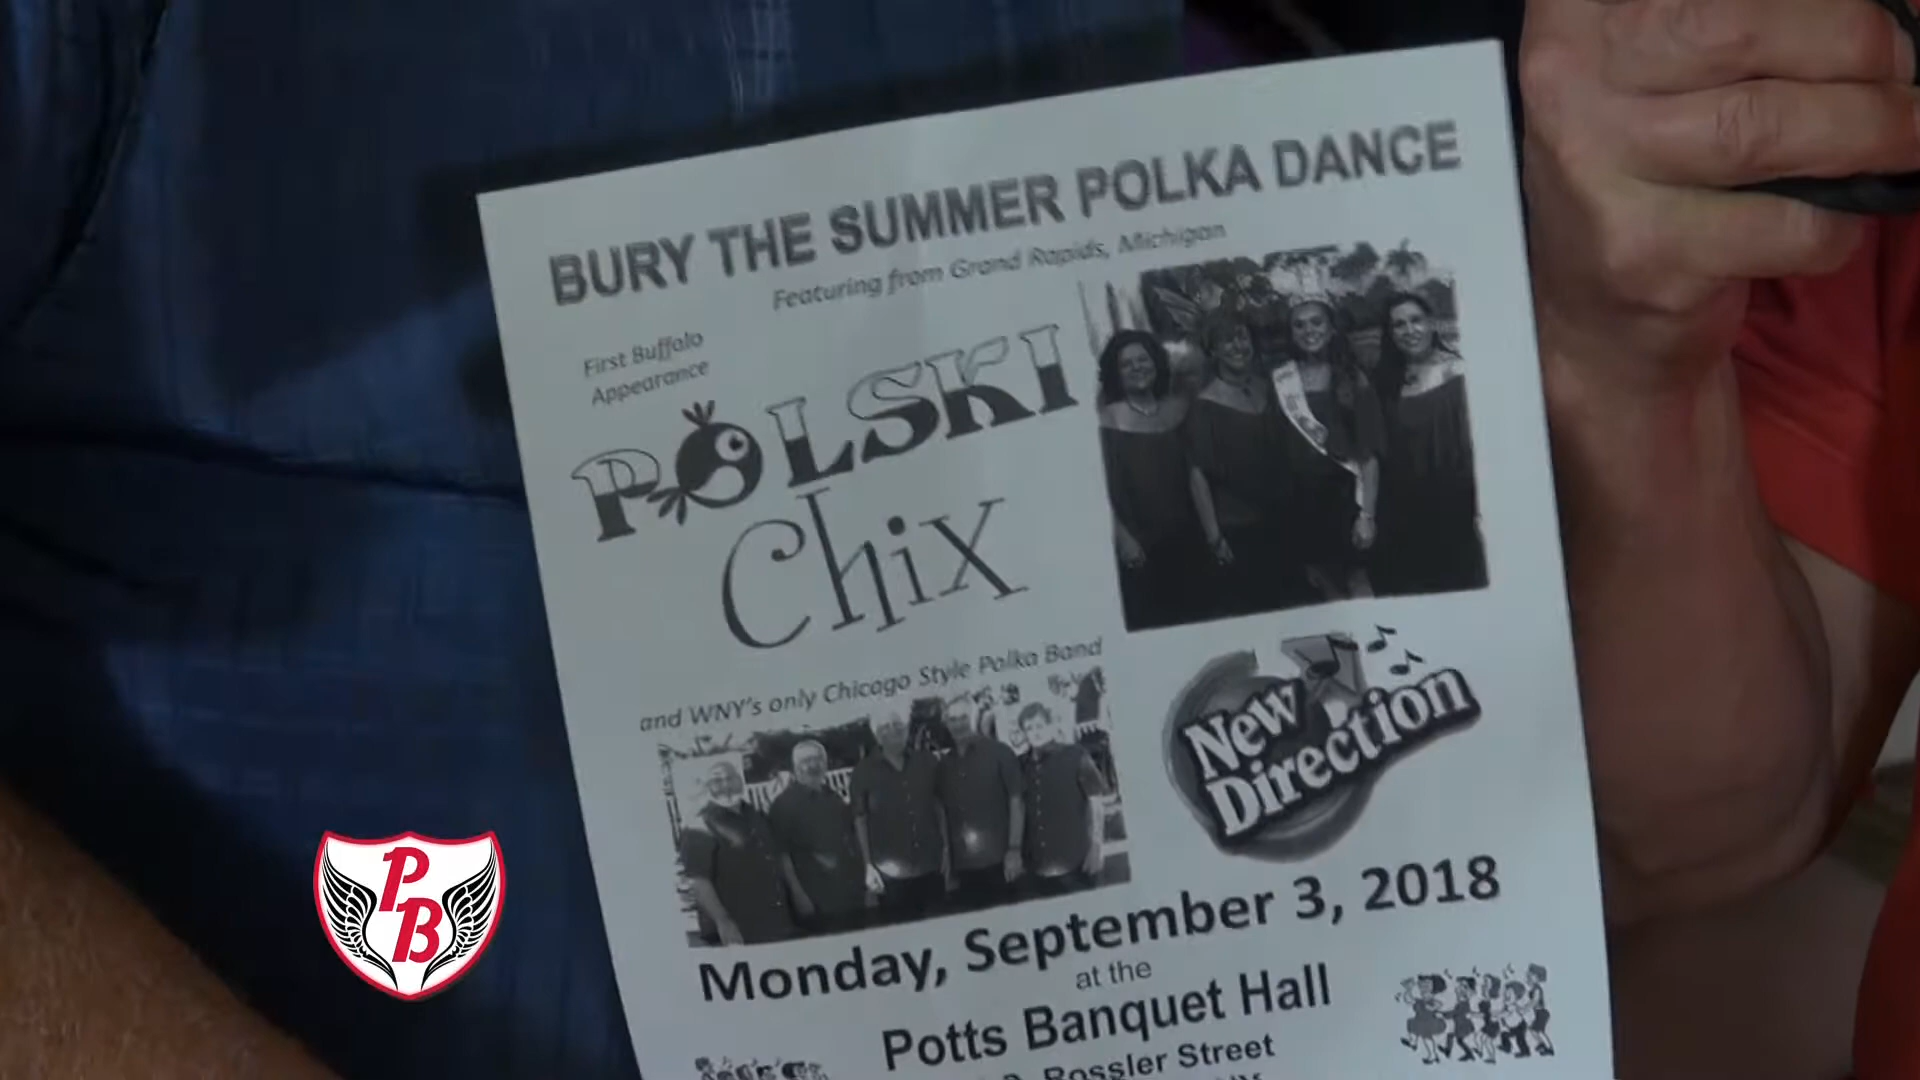 BURY THE SUMMER POLKA DANCE
Featuring from Grand Rapids, Michigan
First Buffalo
Appearance
POLSKI
Chix
and WNY's only Chicago Style Polka Band
New
Direction
Monday, September 3, 2018
at the
Potts Banquet Hall
Rossler Street
PB